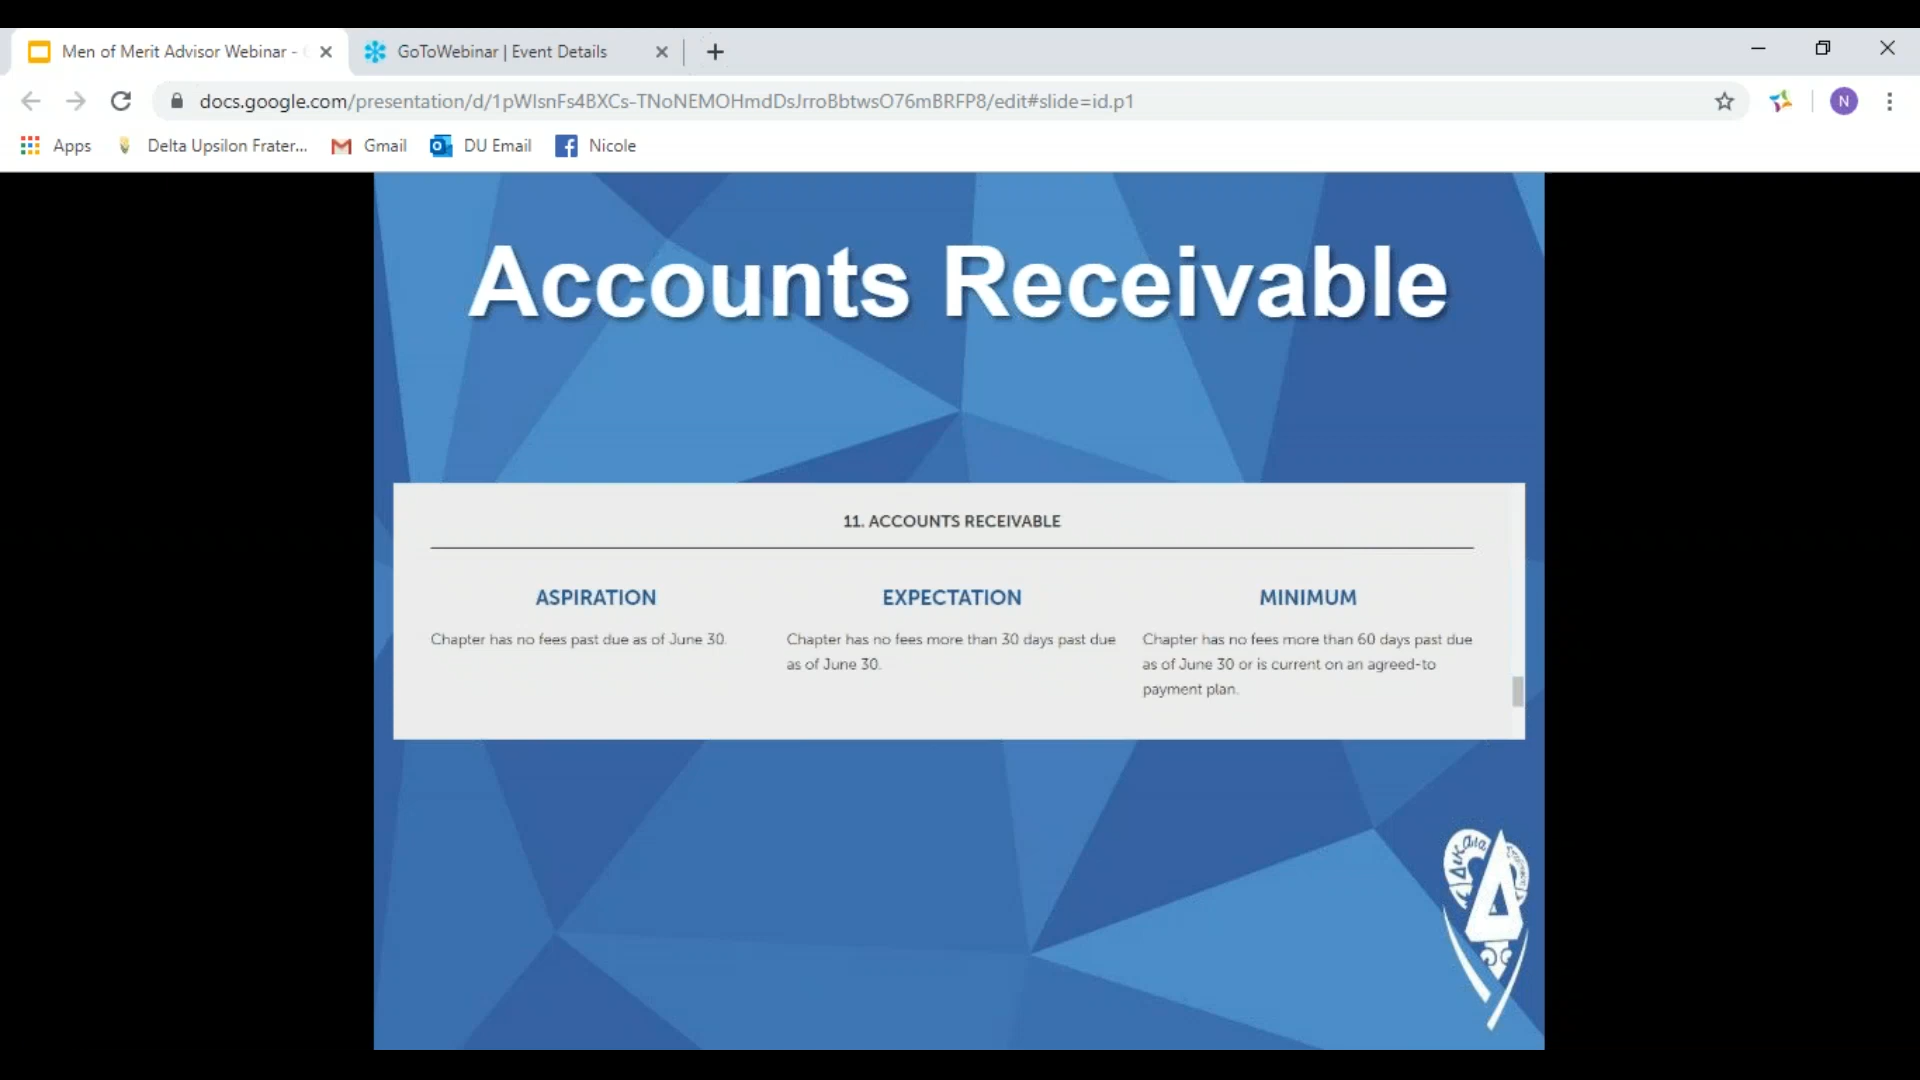 Men of Merit Advisor Webinar -
GoToWebinar | Event Details
docs.google.com/presentation/d/1pWlsnFs4BXCs-TNoNEMOHmdDsJrroBbtwsO76mBRFP8/edit#slide=id.p1
N
Apps
Delta Upsilon Frater...
Gmail
DU Email
Nicole
Accounts Receivable
11. ACCOUNTS RECEIVABLE
ASPIRATION
Chapter has no fees past due as of June 30.
EXPECTATION
Chapter has no fees more than 30 days past due
as of June 30.
MINIMUM
Chapter has no fees more than 60 days past due
as of June 30 or is current on an agreed-to
payment plan.